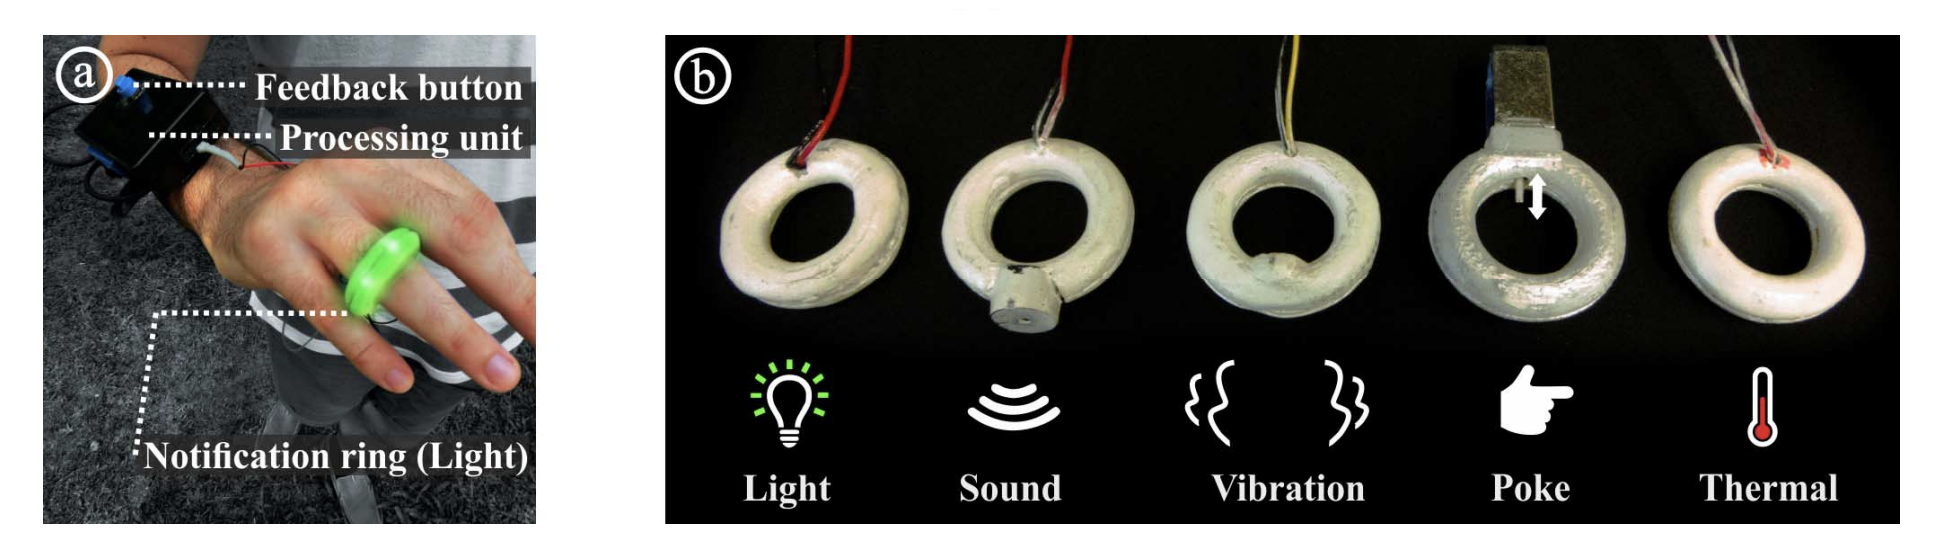 a
Feedback button
Processing unit
Notification ring (Light)
b
Light
Sound
Vibration
Poke
Thermal